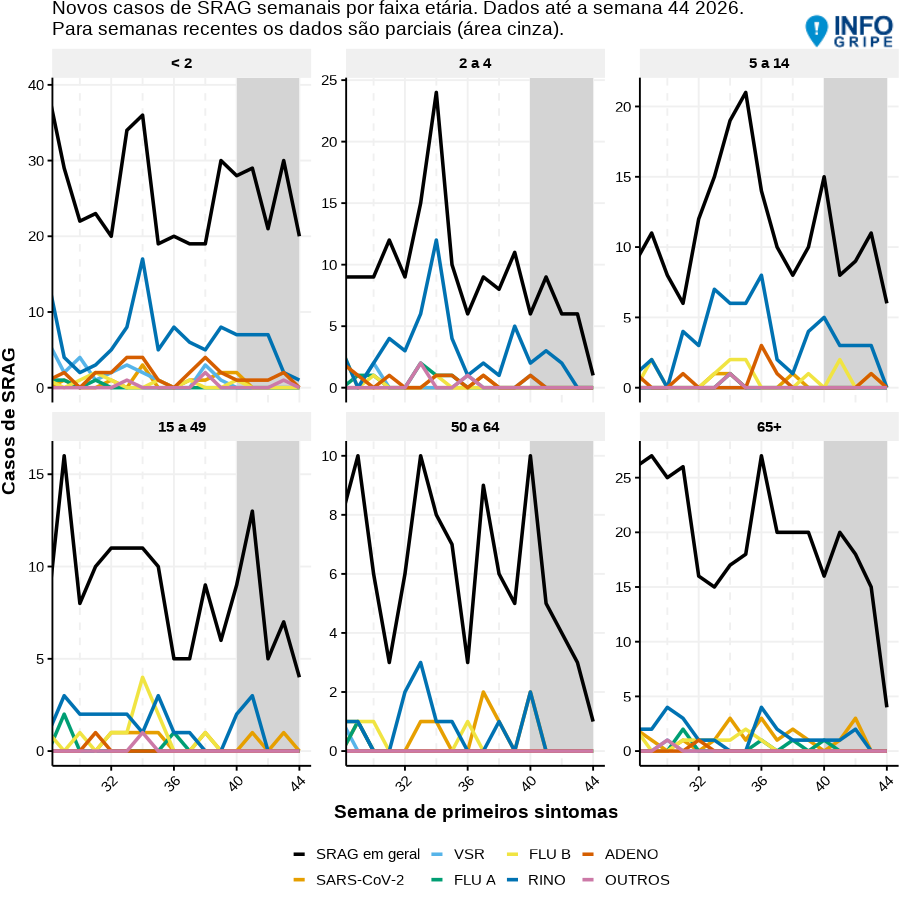 Novos casos de SRAG semanais por faixa etária. Dados até a semana 44 2026.
Para semanas recentes os dados são parciais (área cinza).
INFO
GRIPE
< 2
2 a 4
5 a 14
40
30
20
10
0
25
20
15
10
5
0
20
15
10
5
0
Casos de SRAG
15 a 49
50 a 64
65+
15
10
5
0
10
8
6
4
2
0
25
20
15
10
5
0
32
36
40
44
32
36
40
44
32
36
40
44
Semana de primeiros sintomas
SRAG em geral
VSR
FLU B
ADENO
SARS-CoV-2
FLU A
RINO
OUTROS